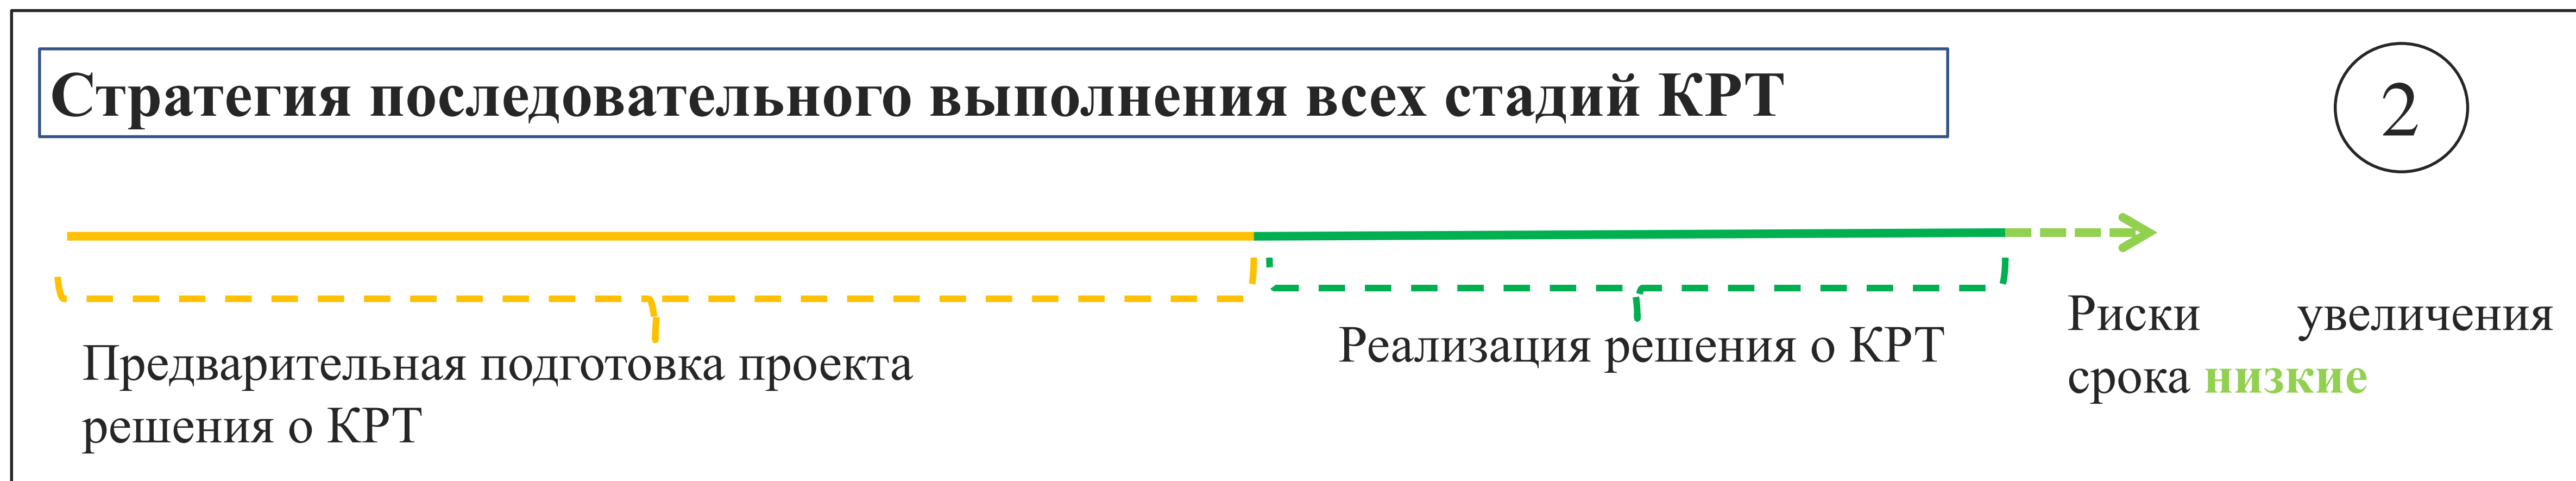 Стратегия последовательного выполнения всех стадий КРТ
2
Предварительная подготовка проекта
решения о КРТ
Реализация решения о КРТ
Риски увеличения
срока низкие